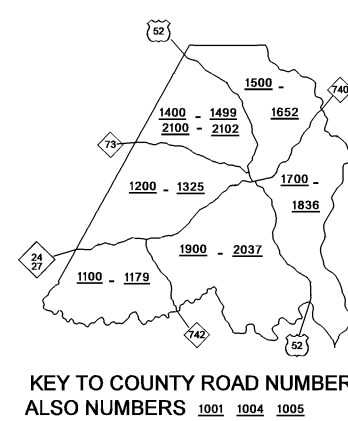 52
1500 -
1652
740
1400 - 1499
2100 - 2102
73
1200 - 1325
1700 -
1836
1900 - 2037
24
27
1100 - 1179
742
52
KEY TO COUNTY ROAD NUMBER
ALSO NUMBERS 1001 1004 1005